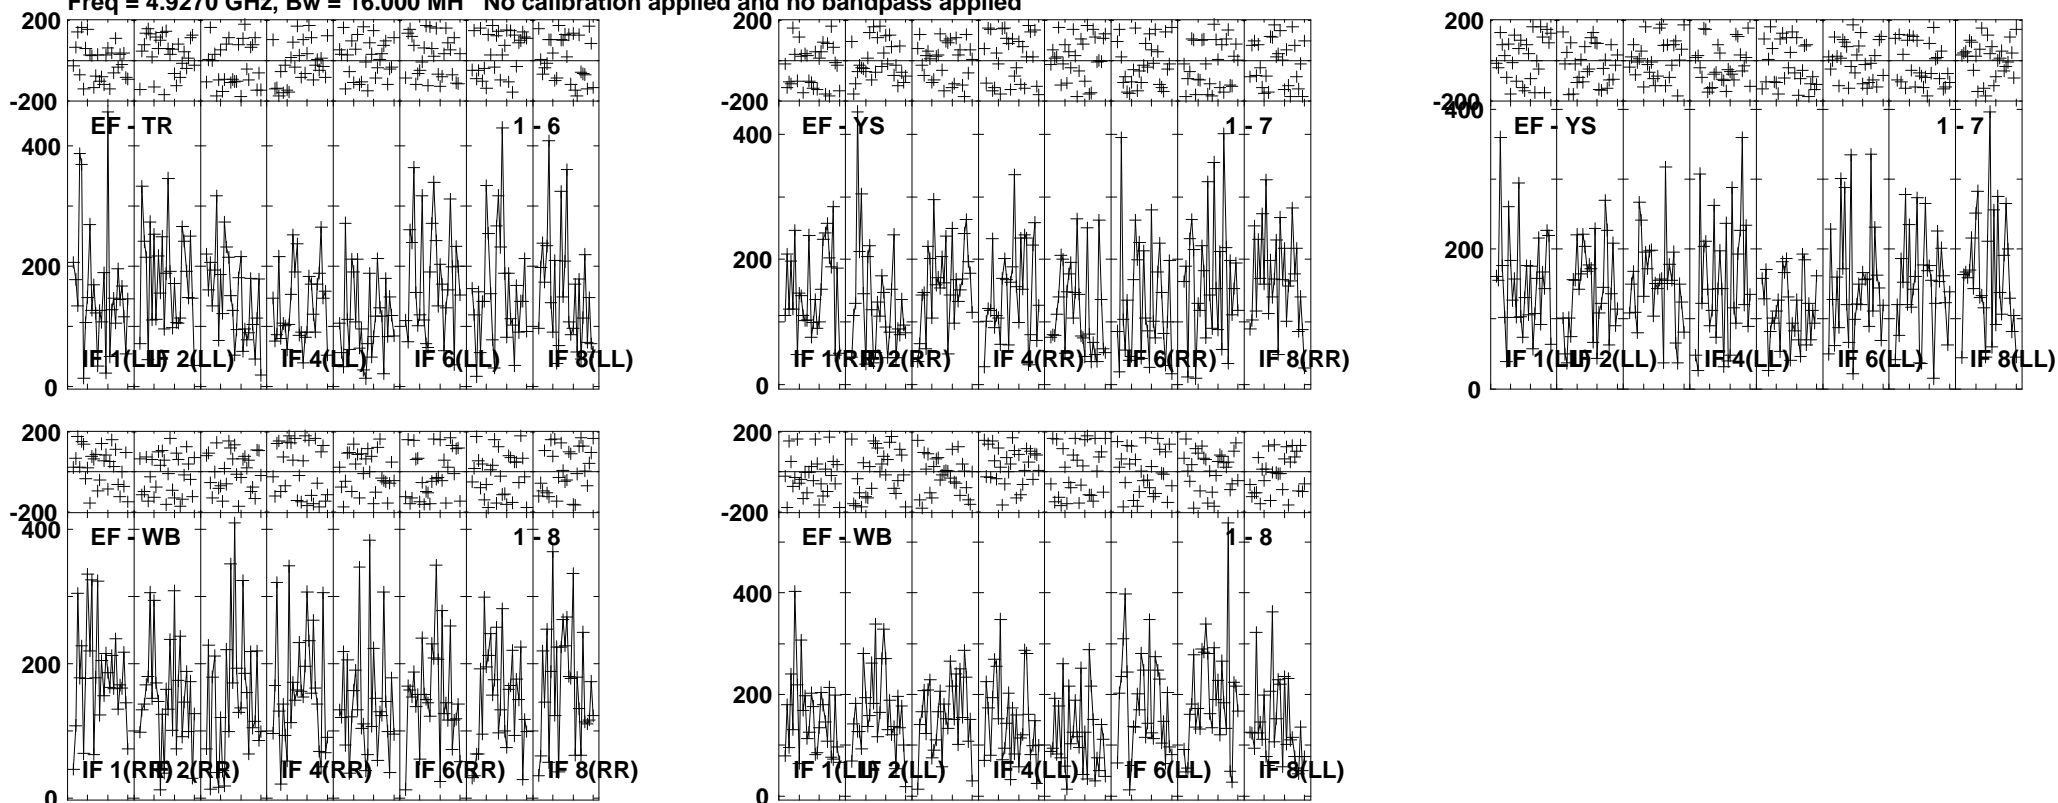 Freq = 4.9270 GHz, Bw = 16.000 MH No calibration applied and no bandpass applied
200
-200
EF - TR 1 - 6
400
200
0
IF 1(LL) IF 2(LL) IF 4(LL) IF 6(LL) IF 8(LL)
200
-200
EF - YS 1 - 7
400
200
0
IF 1(RR) IF 2(RR) IF 4(RR) IF 6(RR) IF 8(RR)
200
-200
400
EF - YS 1 - 7
200
0
IF 1(LL) IF 2(LL) IF 4(LL) IF 6(LL) IF 8(LL)
200
-200
400
EF - WB 1 - 8
200
0
IF 1(RR) IF 2(RR) IF 4(RR) IF 6(RR) IF 8(RR)
200
-200
EF - WB 1 - 8
400
200
0
IF 1(LL) IF 2(LL) IF 4(LL) IF 6(LL) IF 8(LL)